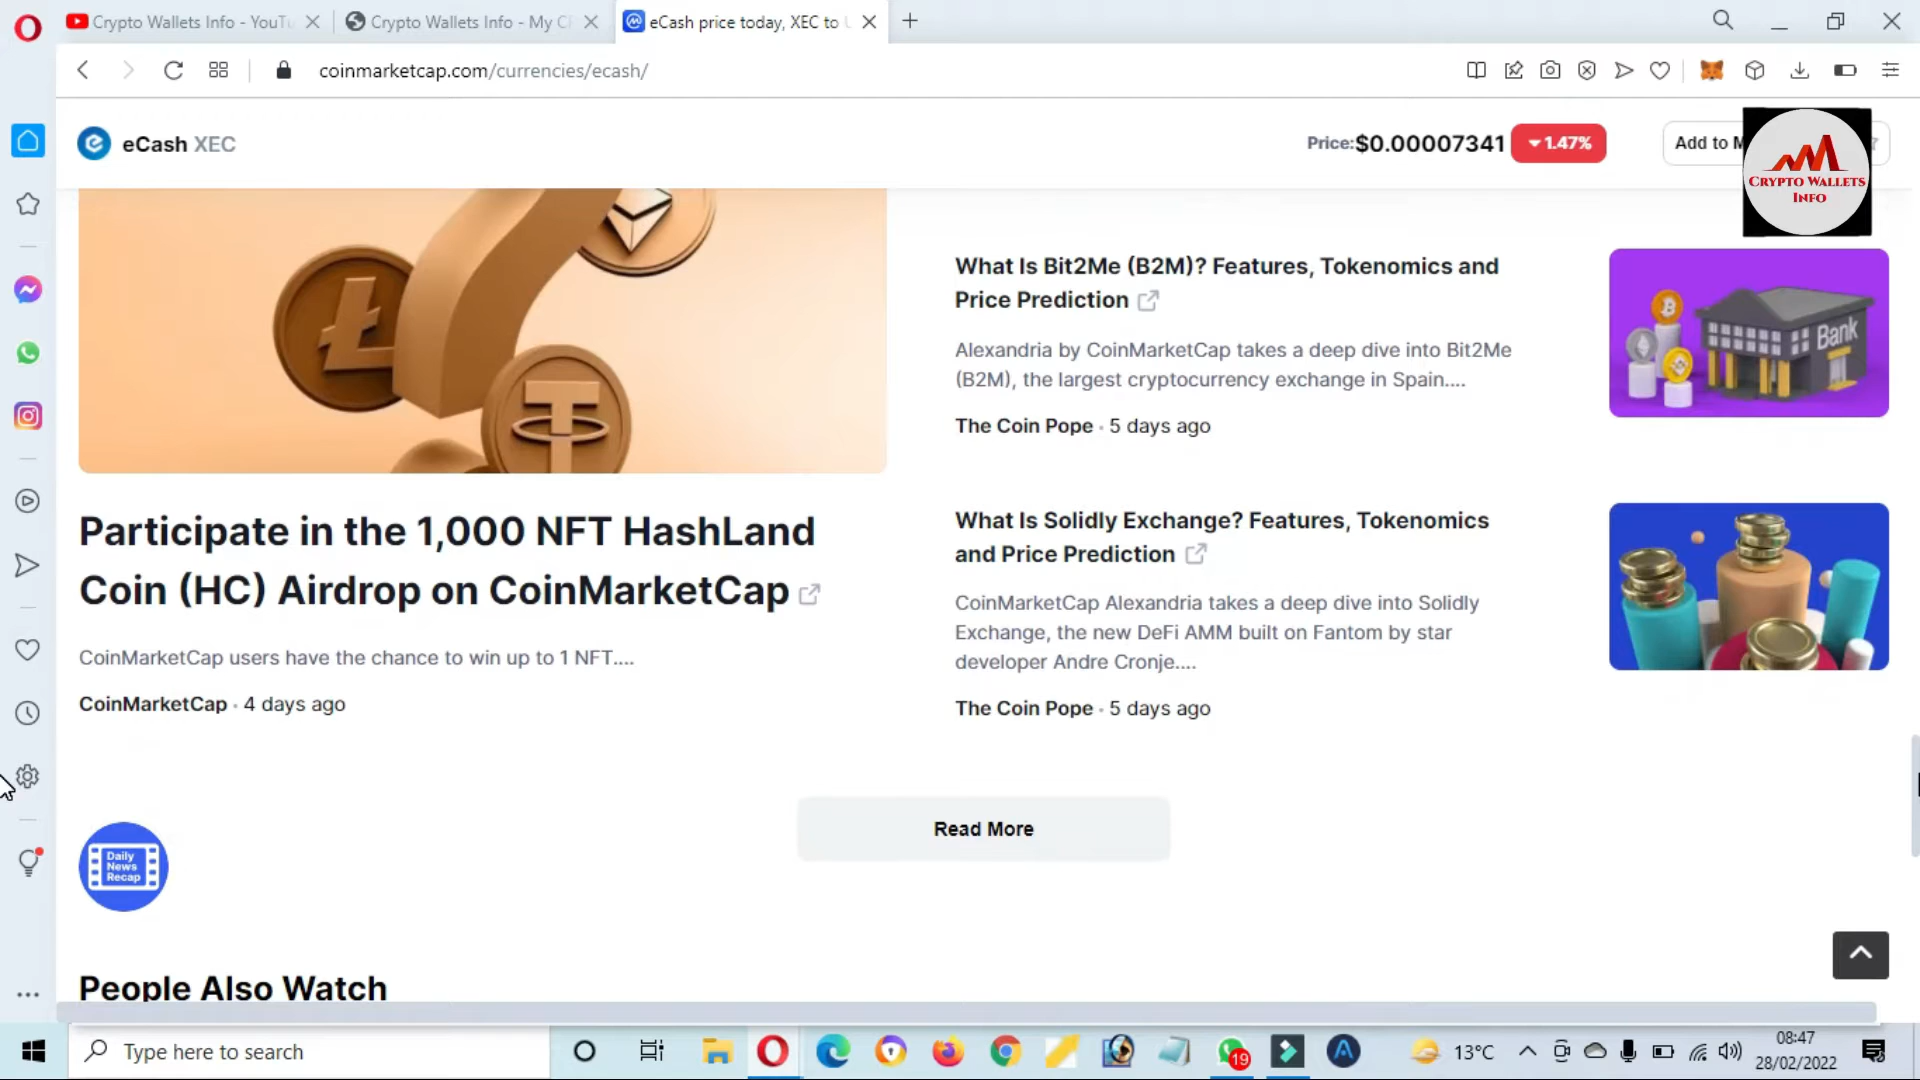 Crypto Wallets Info - YouTu
Crypto Wallets Info - My C
eCash price today, XEC to U
coinmarketcap.com/currencies/ecash/
eCash XEC
Price:$0.00007341
1.47%
Add to M
CRYPTO WALLETS
INFO
What Is Bit2Me (B2M)? Features, Tokenomics and
Price Prediction
Alexandria by CoinMarketCap takes a deep dive into Bit2Me
(B2M), the largest cryptocurrency exchange in Spain....
The Coin Pope · 5 days ago
Bank
Participate in the 1,000 NFT HashLand
Coin (HC) Airdrop on CoinMarketCap
CoinMarketCap users have the chance to win up to 1 NFT....
CoinMarketCap · 4 days ago
What Is Solidly Exchange? Features, Tokenomics
and Price Prediction
CoinMarketCap Alexandria takes a deep dive into Solidly
Exchange, the new DeFi AMM built on Fantom by star
developer Andre Cronje....
The Coin Pope · 5 days ago
Read More
Daily
News
Recap
People Also Watch
Type here to search
19
13°C
08:47
28/02/2022